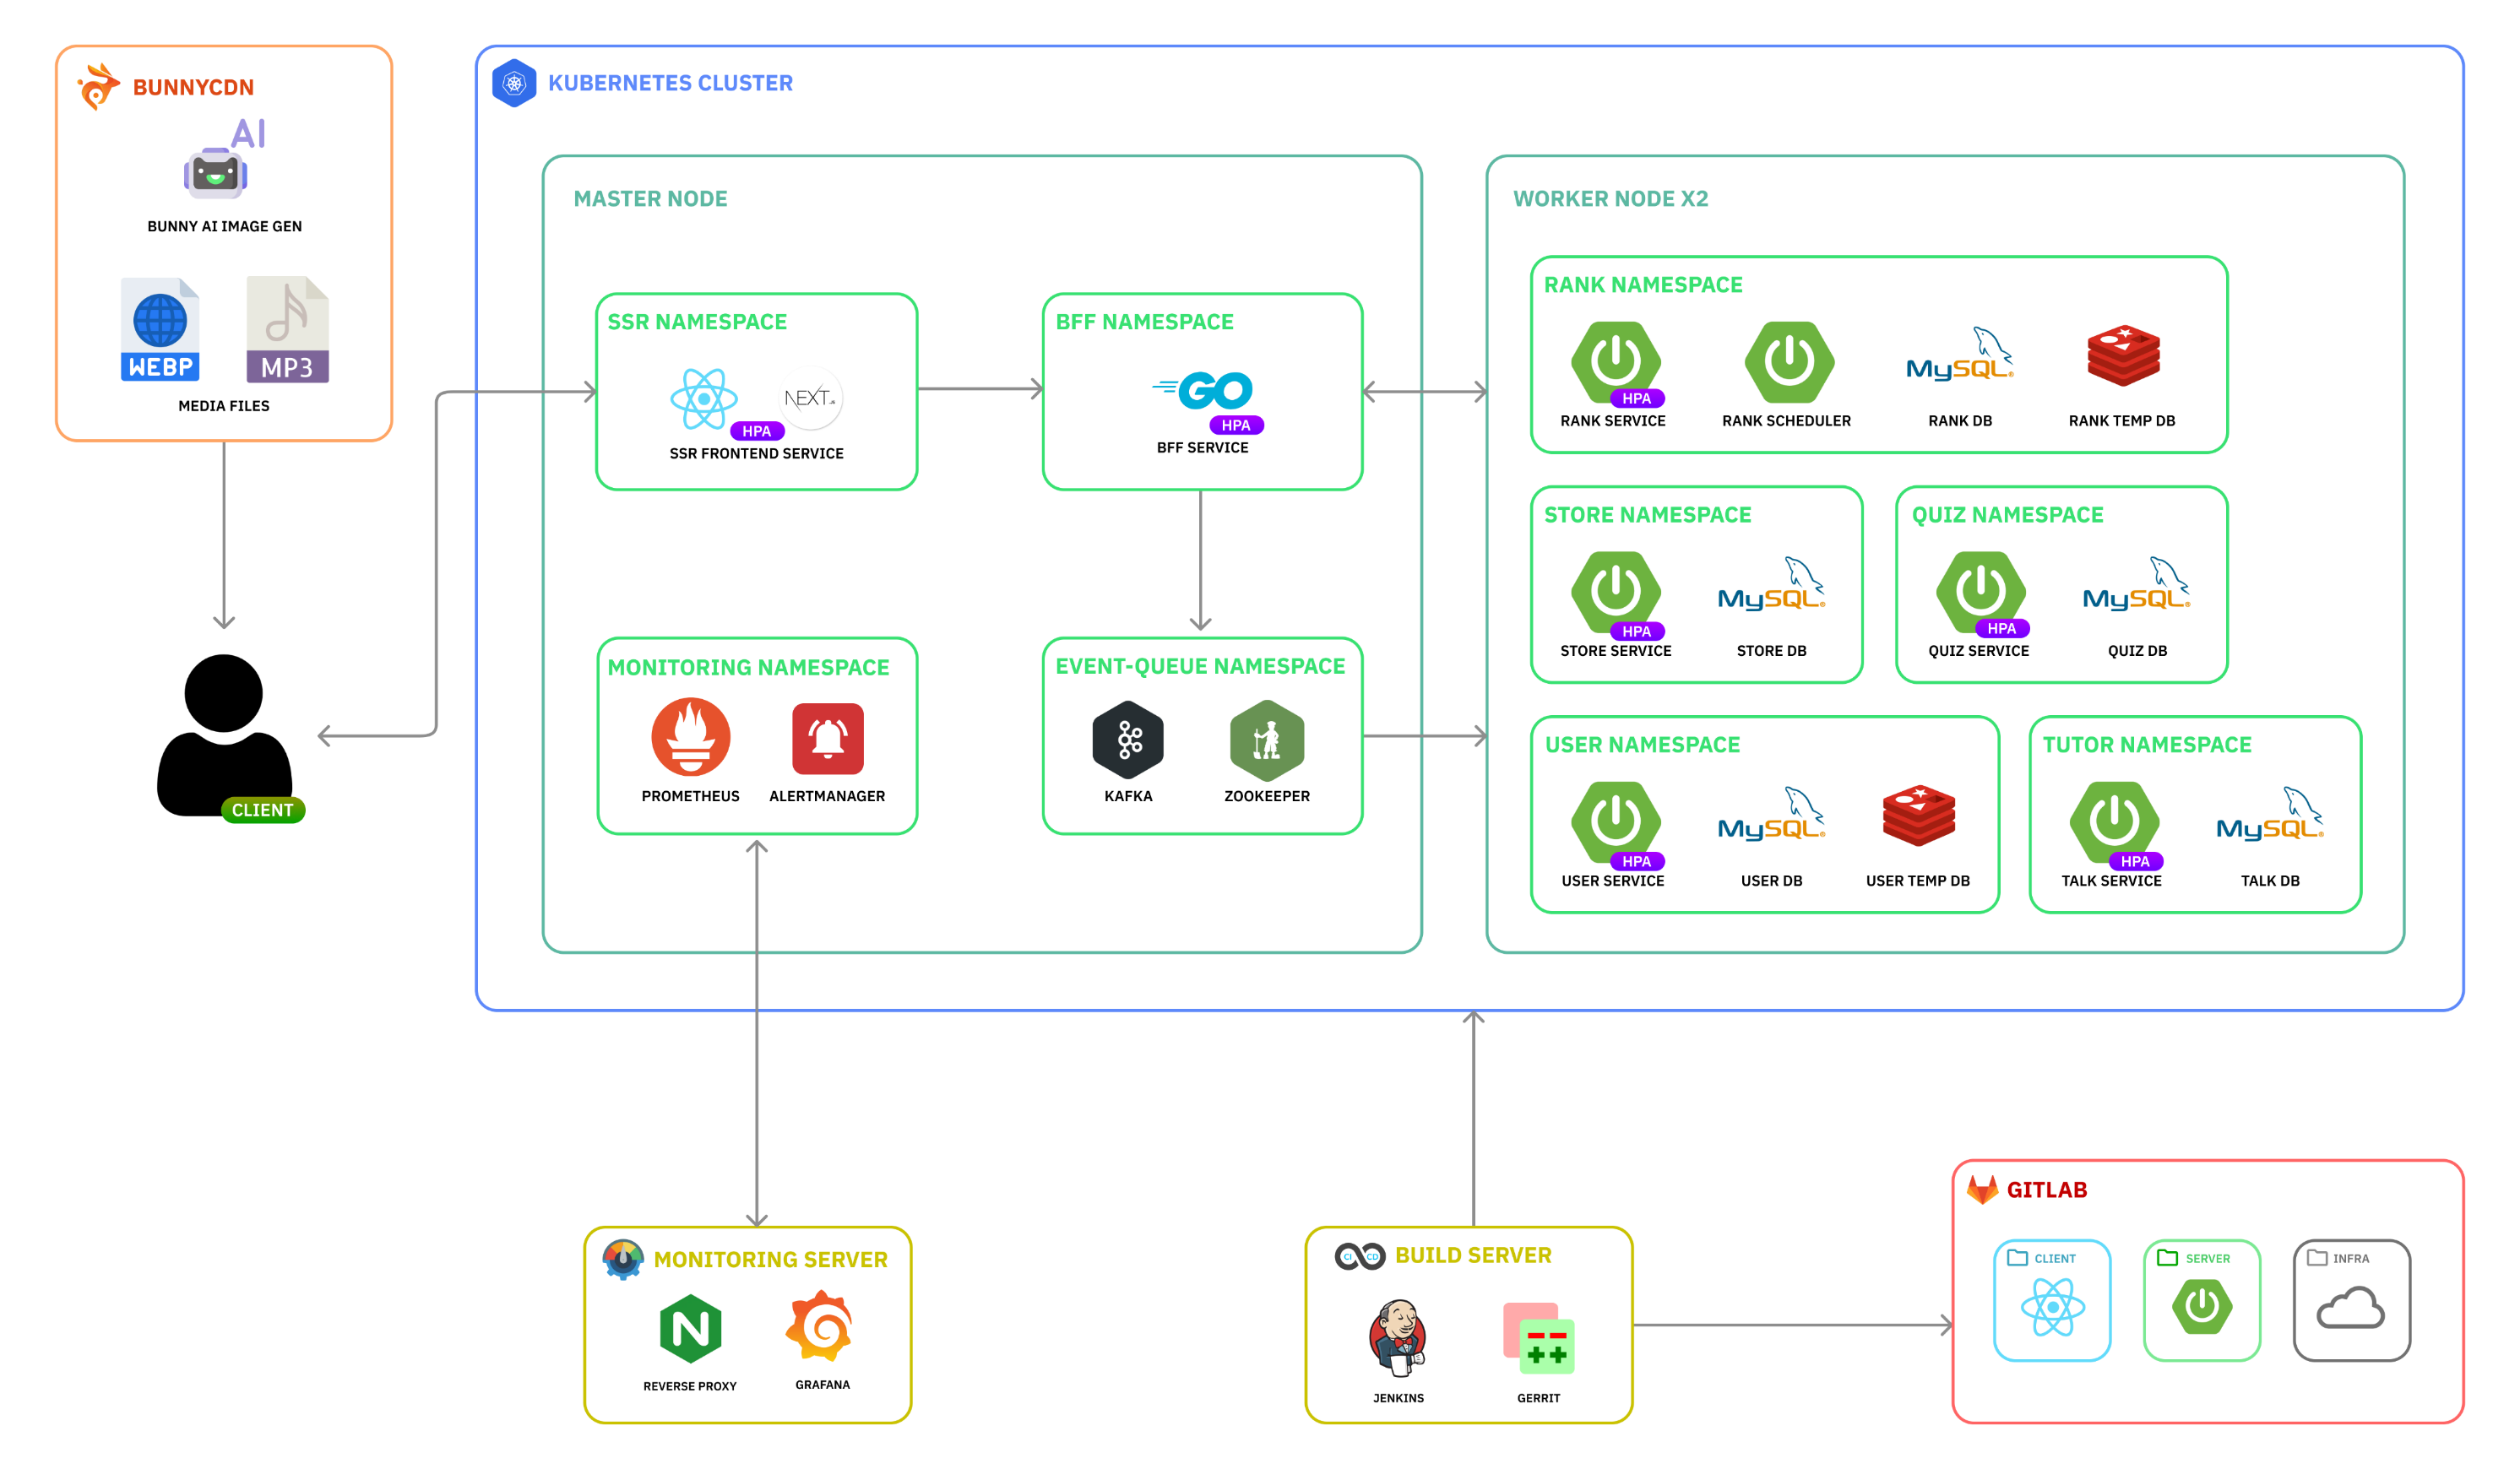 BUNNYCDN
AI
BUNNY AI IMAGE GEN
WEBP
MP3
MEDIA FILES
CLIENT
KUBERNETES CLUSTER
MASTER NODE
SSR NAMESPACE
NEXT.JS
HPA
SSR FRONTEND SERVICE
BFF NAMESPACE
GO
HPA
BFF SERVICE
MONITORING NAMESPACE
PROMETHEUS
ALERTMANAGER
EVENT-QUEUE NAMESPACE
KAFKA
ZOOKEEPER
WORKER NODE X2
RANK NAMESPACE
HPA
RANK SERVICE
RANK SCHEDULER
MySQL®
RANK DB
RANK TEMP DB
STORE NAMESPACE
HPA
STORE SERVICE
MySQL®
STORE DB
QUIZ NAMESPACE
HPA
QUIZ SERVICE
MySQL®
QUIZ DB
USER NAMESPACE
HPA
USER SERVICE
MySQL®
USER DB
USER TEMP DB
TUTOR NAMESPACE
HPA
TALK SERVICE
MySQL®
TALK DB
MONITORING SERVER
N
REVERSE PROXY
GRAFANA
CI CD
BUILD SERVER
JENKINS
GERRIT
GITLAB
CLIENT
SERVER
INFRA